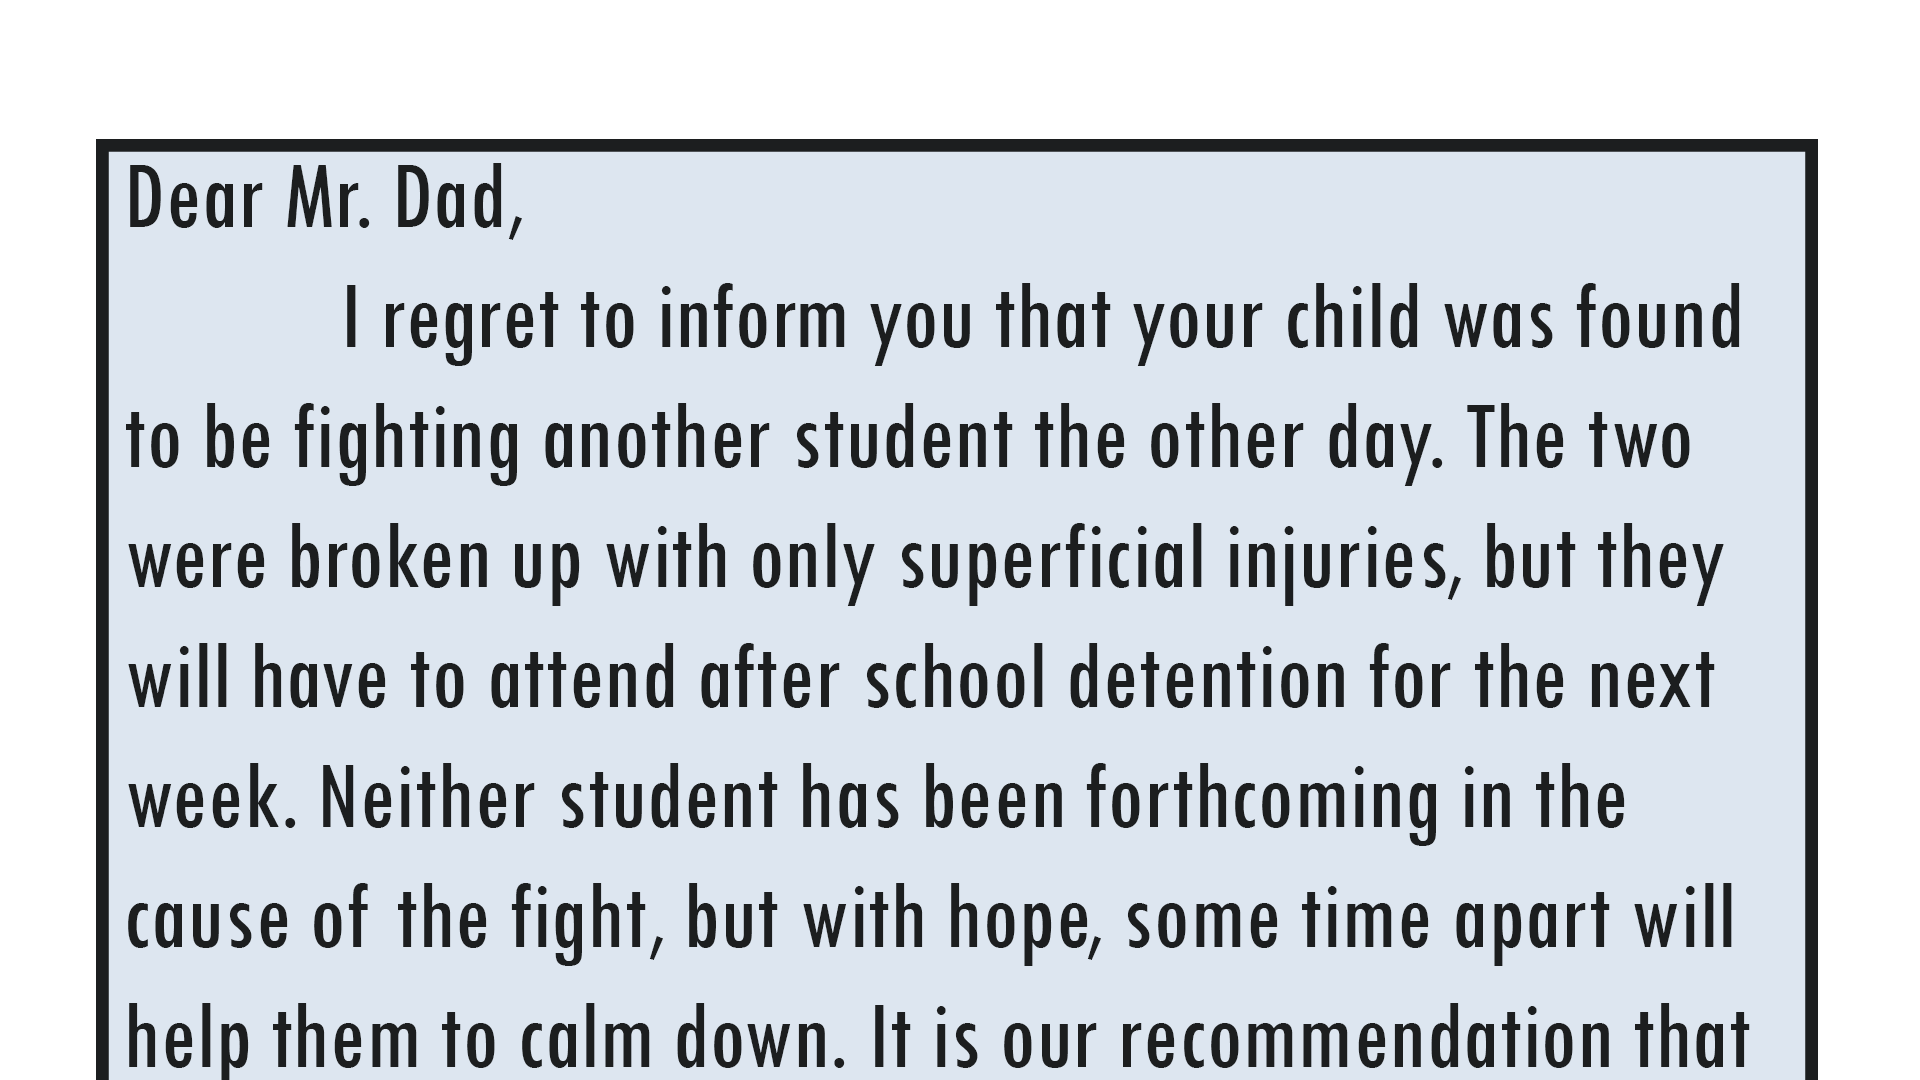 Dear Mr. Dad,
I regret to inform you that your child was found
to be fighting another student the other day. The two
were broken up with only superficial injuries, but they
will have to attend after school detention for the next
week. Neither student has been forthcoming in the
cause of the fight, but with hope, some time apart will
help them to calm down. It is our recommendation that